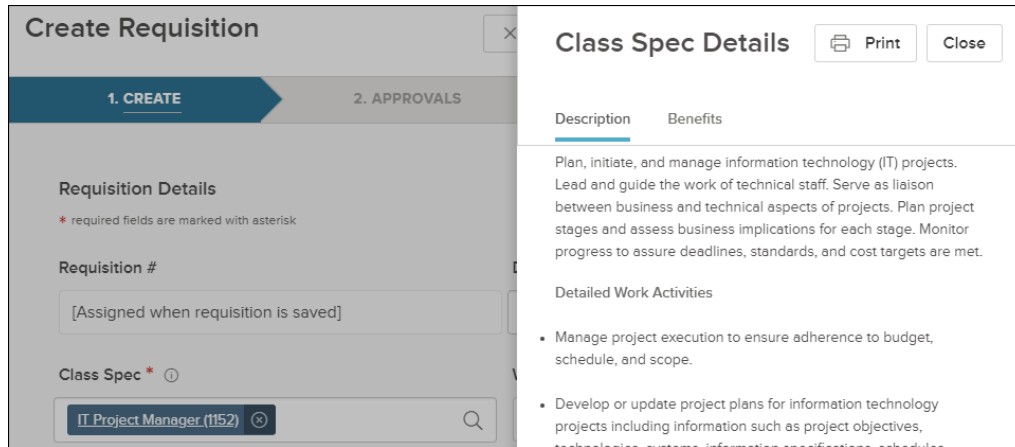 Create Requisition
1. CREATE
2. APPROVALS
Requisition Details
* required fields are marked with asterisk
Requisition #
[Assigned when requisition is saved]
Class Spec *
IT Project Manager (1152)
Class Spec Details
Print
Close
Description
Benefits
Plan, initiate, and manage information technology (IT) projects.
Lead and guide the work of technical staff. Serve as liaison
between business and technical aspects of projects. Plan project
stages and assess business implications for each stage. Monitor
progress to assure deadlines, standards, and cost targets are met.
Detailed Work Activities
• Manage project execution to ensure adherence to budget,
schedule, and scope.
• Develop or update project plans for information technology
projects including information such as project objectives,
technologies, systems, information specifications, schedules,